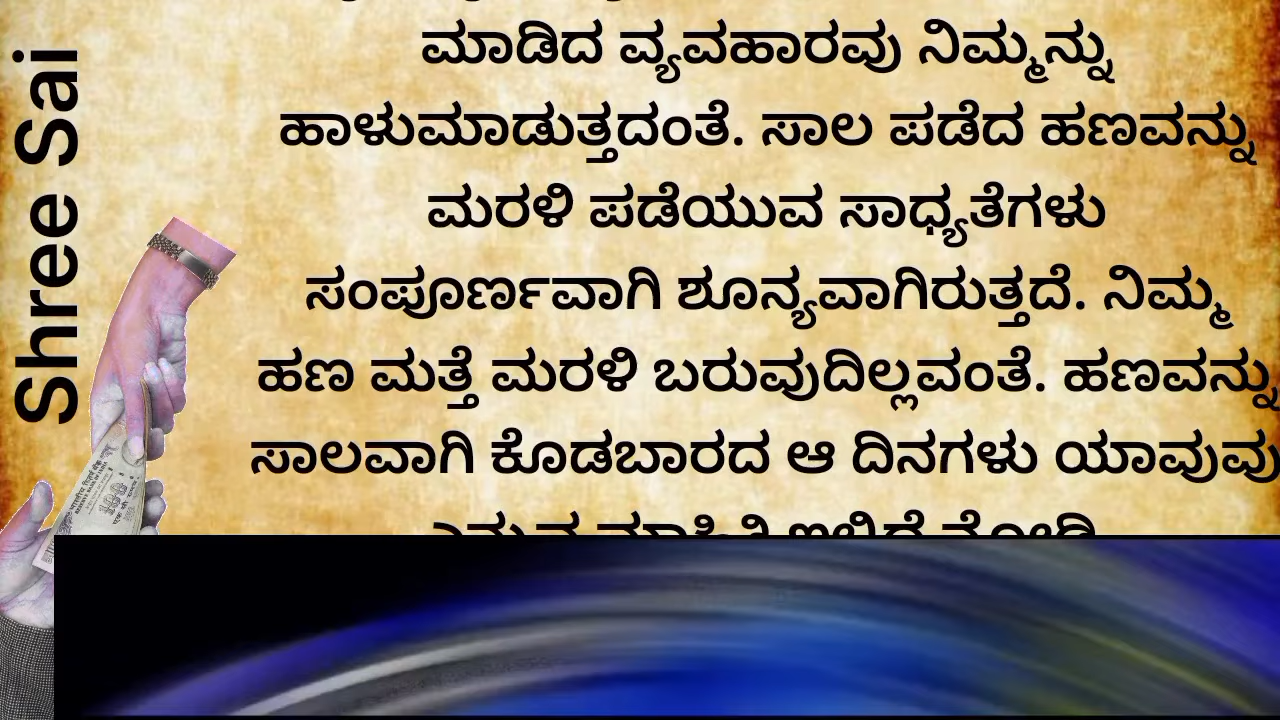 Shree Sai
ಮಾಡಿದ ವ್ಯವಹಾರವು ನಿಮ್ಮನ್ನು
ಹಾಳುಮಾಡುತ್ತದಂತೆ. ಸಾಲ ಪಡೆದ ಹಣವನ್ನು
ಮರಳಿ ಪಡೆಯುವ ಸಾಧ್ಯತೆಗಳು
ಸಂಪೂರ್ಣವಾಗಿ ಶೂನ್ಯವಾಗಿರುತ್ತದೆ. ನಿಮ್ಮ
ಹಣ ಮತ್ತೆ ಮರಳಿ ಬರುವುದಿಲ್ಲವಂತೆ. ಹಣವನ್ನು
ಸಾಲವಾಗಿ ಕೊಡಬಾರದ ಆ ದಿನಗಳು ಯಾವುವು